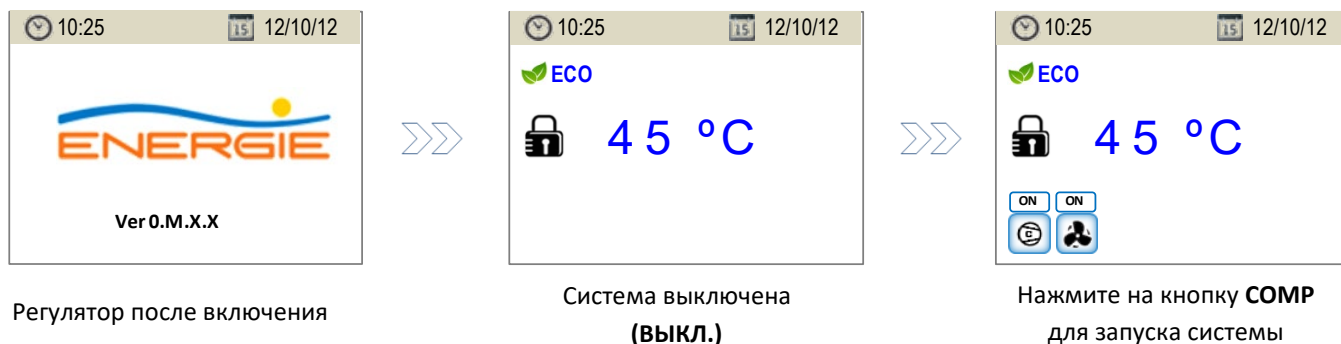 10:25
15
12/10/12
ENERGIE
Ver 0.M.X.X
Регулятор после включения
10:25
15
12/10/12
ECO
45 ºC
Система выключена
(ВЫКЛ.)
10:25
15
12/10/12
ECO
45 ºC
ON ON
C
Нажмите на кнопку COMP
для запуска системы